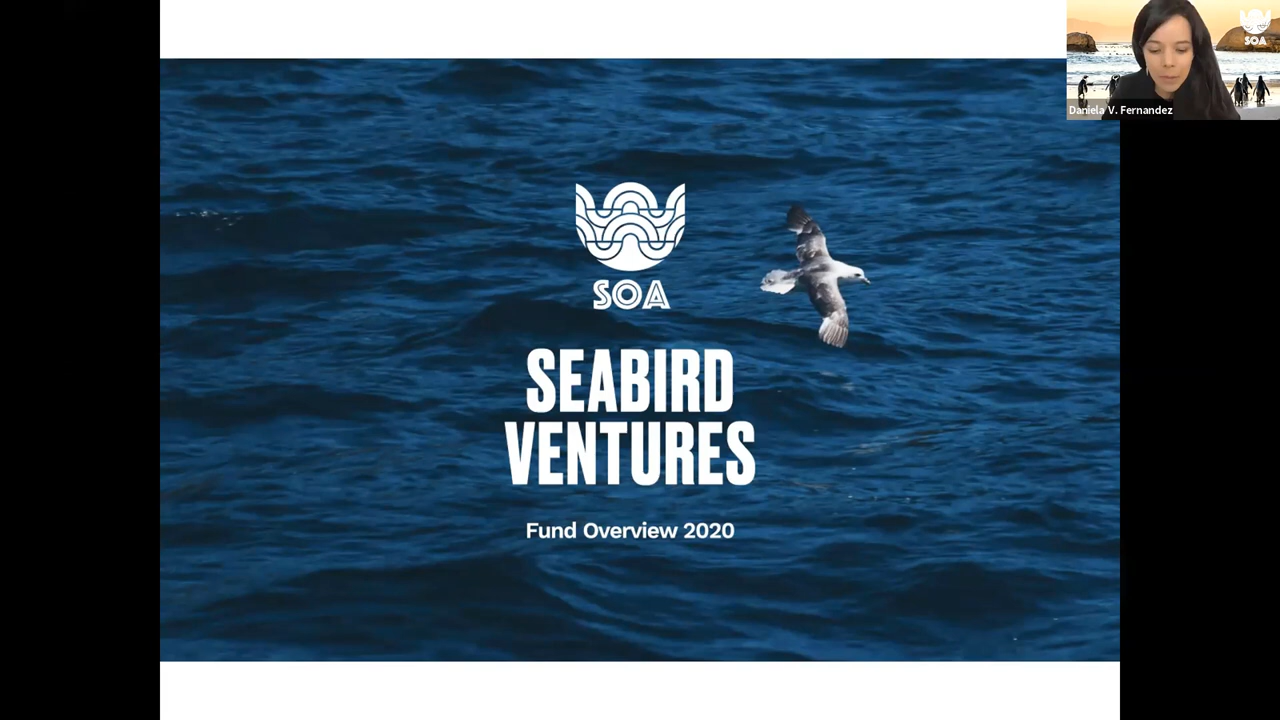 SOA
Daniela V. Fernandez
SOA
SEABIRD
VENTURES
Fund Overview 2020